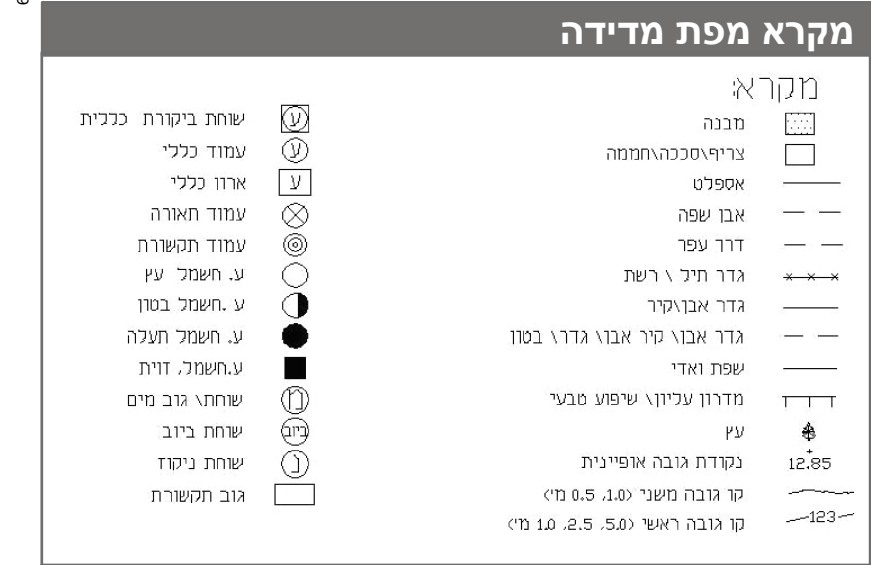 מקרא מפת מדידה
מקרא:
מבנה
צריף\סככה\חממה
אספלט
אבן שפה
דרך עפר
גדר תיל \ רשת
גדר אבן\קיר
גדר אבן\ קיר אבן\ גדר\ בטון
שפת ואדי
מדרון עליון\ שיפוע טבעי
עץ
נקודת גובה אופיינית 12.85
קו גובה משני (1.0, 0.5 מ')
קו גובה ראשי (5.0, 2.5, 1.0 מ') 123
ע שוחת ביקורת כללית
ע עמוד כללי
ע ארון כללי
עמוד תאורה
עמוד תקשורת
ע. חשמל עץ
ע .חשמל בטון
ע. חשמל תעלה
ע.חשמל, זוית
מ שוחת\ גוב מים
ביוב שוחת ביוב
נ שוחת ניקוז
גוב תקשורת